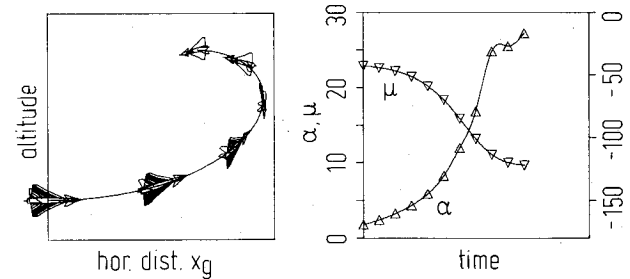 altitude
hor. dist. xg
α, μ
30
20
10
0
μ
α
0
-50
-100
-150
time